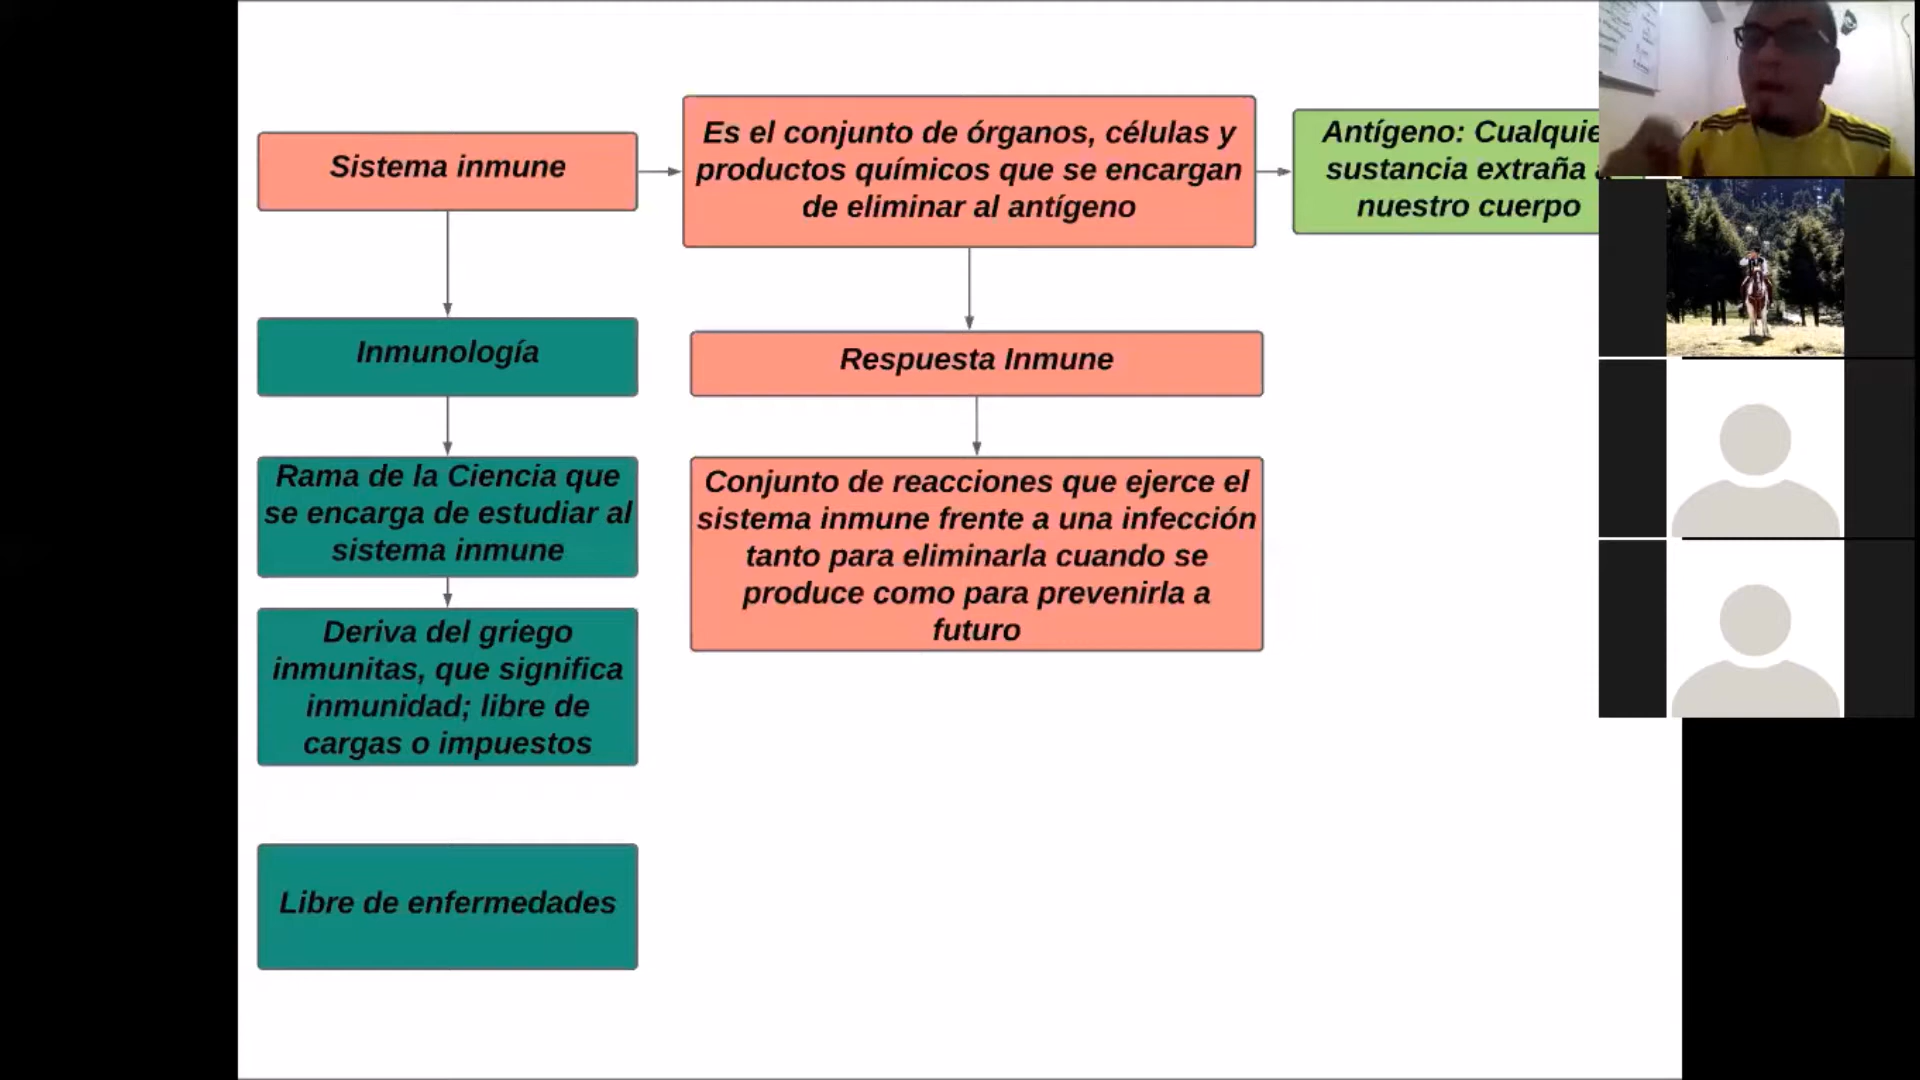 Sistema inmune
Es el conjunto de órganos, células y
productos químicos que se encargan
de eliminar al antígeno
Antígeno: Cualquie
sustancia extraña
nuestro cuerpo
Inmunología
Respuesta Inmune
Rama de la Ciencia que
se encarga de estudiar al
sistema inmune
Conjunto de reacciones que ejerce el
sistema inmune frente a una infección
tanto para eliminarla cuando se
produce como para prevenirla a
futuro
Deriva del griego
inmunitas, que significa
inmunidad; libre de
cargas o impuestos
Libre de enfermedades